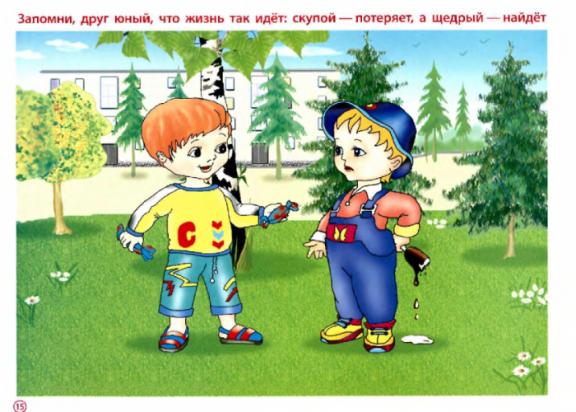 Запомни, друг юный, что жизнь так идёт: скупой — потеряет, а щедрый — найдёт
С
15